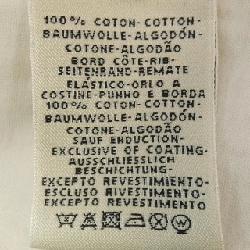 100% COTON-COTTON-
BAUMWOLLE-ALGODÓN-
COTONE-ALGODÃO
BORD CÔTE-RIB-
SEITENRAND-REMATE
ELÁSTICO-ORLO A
COSTINE-PUNHO E BORDA
100% COTON-COTTON-
BAUMWOLLE-ALGODÓN-
COTONE-ALGODÃO
SAUF ENDUCTION-
EXCLUSIVE OF COATING-
AUSSCHLIESSLICH
BESCHICHTUNG-
EXCEPTO REVESTIMIENTO-
ESCLUSO RIVESTIMENTO-
EXCEPTO REVESTIMENTO